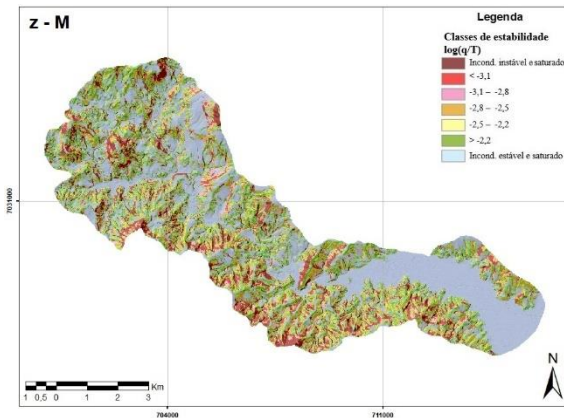 z - M
Legenda
Classes de estabilidade
log(q/T)
Incond. instável e saturado
< -3,1
-3,1 – -2,8
-2,8 – -2,5
-2,5 – -2,2
> -2,2
Incond. estável e saturado
7031000
N
Km
1 0,5 0 1 2 3
704000 711000